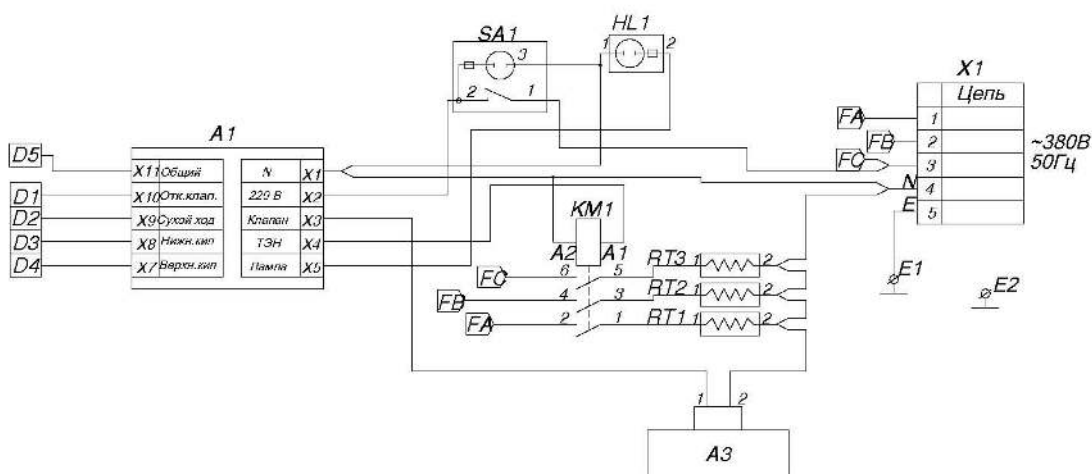 SA1
3
2
1
HL1
1
2
X1
Цепь
FA
1
FB
2
FC
3
N
4
E
5
~380В
50Гц
A1
D5
X11
Общий
N
X1
D1
X10
Отк.клап.
220 В
X2
D2
X9
Сухой ход
Клапан
X3
D3
X8
Нижн.кип
ТЭН
X4
D4
X7
Верхн.кип
Лампа
X5
KM1
A2
A1
FC
6
5
RT3
1
2
FB
4
3
RT2
1
2
FA
2
1
RT1
1
2
E1
E2
1
2
A3